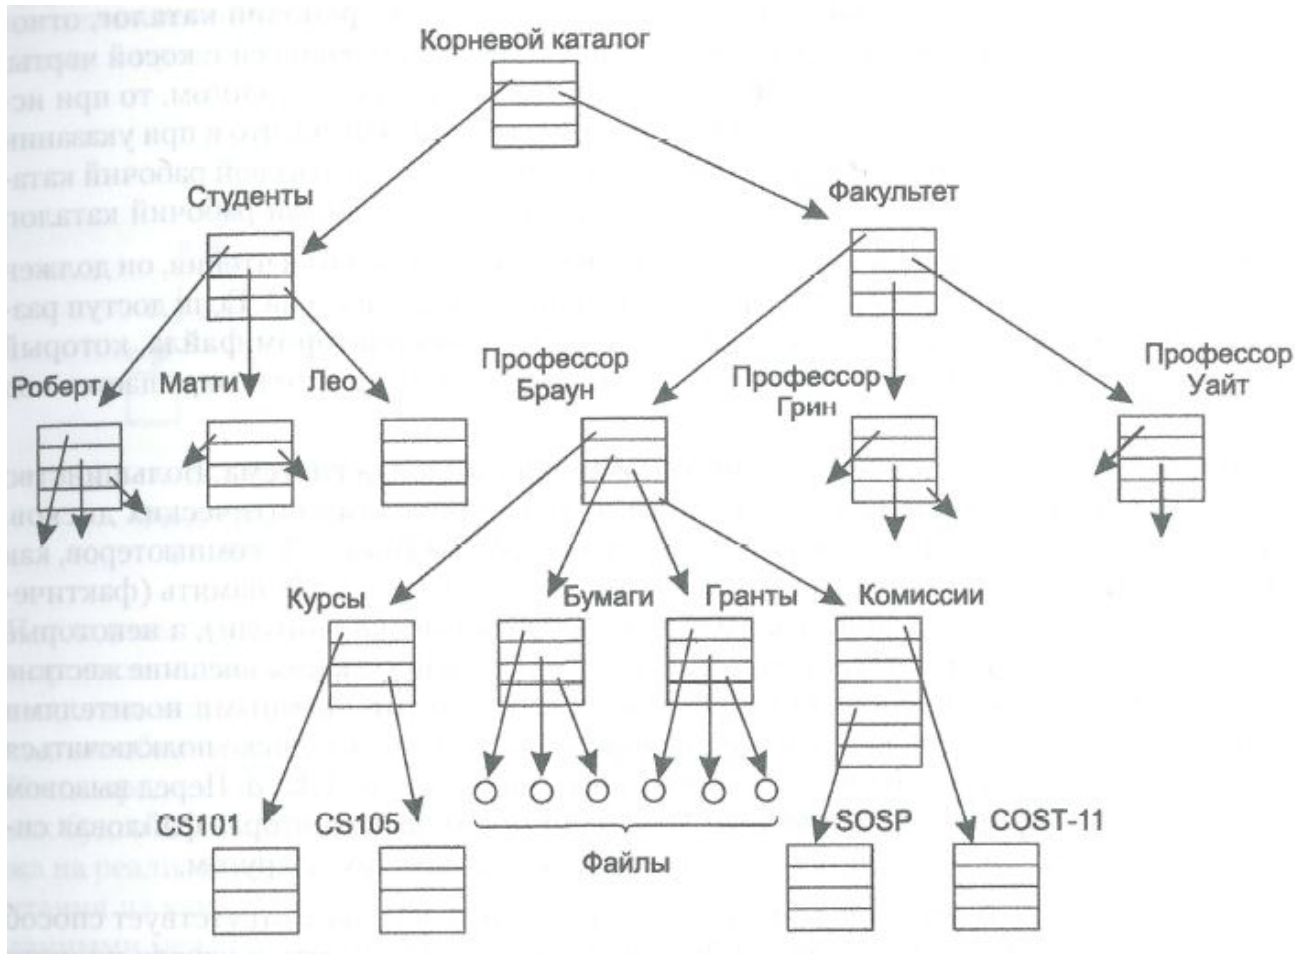 Корневой каталог
Студенты
Факультет
Роберт
Матти
Лео
Профессор
Браун
Профессор
Грин
Профессор
Уайт
Курсы
Бумаги
Гранты
Комиссии
CS101
CS105
Файлы
SOSP
COST-11